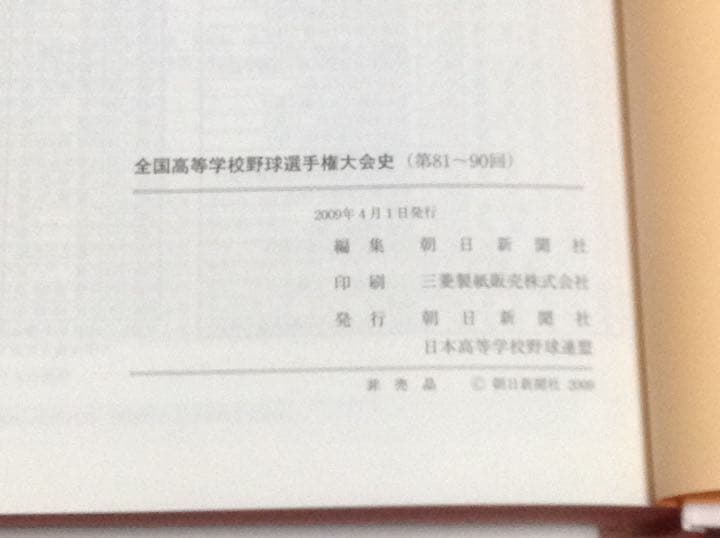 全国高等学校野球選手権大会史（第81〜90回）
2009年4月1日発行
編集 朝日新聞社
印刷 三菱製紙販売株式会社
発行 朝日新聞社
日本高等学校野球連盟
非売品 © 朝日新聞社 2009